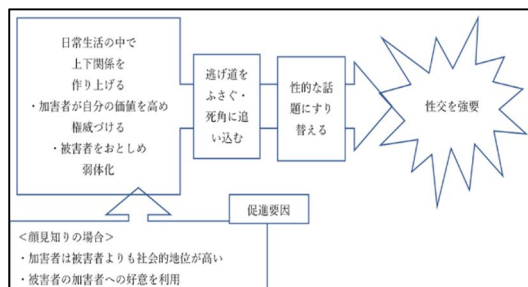 日常生活の中で
上下関係を
作り上げる
・加害者が自分の価値を高め
権威づける
・被害者をおとしめ
弱体化
逃げ道を
ふさぐ・
死角に追
い込む
性的な話
題にすり
替える
性交を強要
促進要因
＜顔見知りの場合＞
・加害者は被害者よりも社会的地位が高い
・被害者の加害者への好意を利用